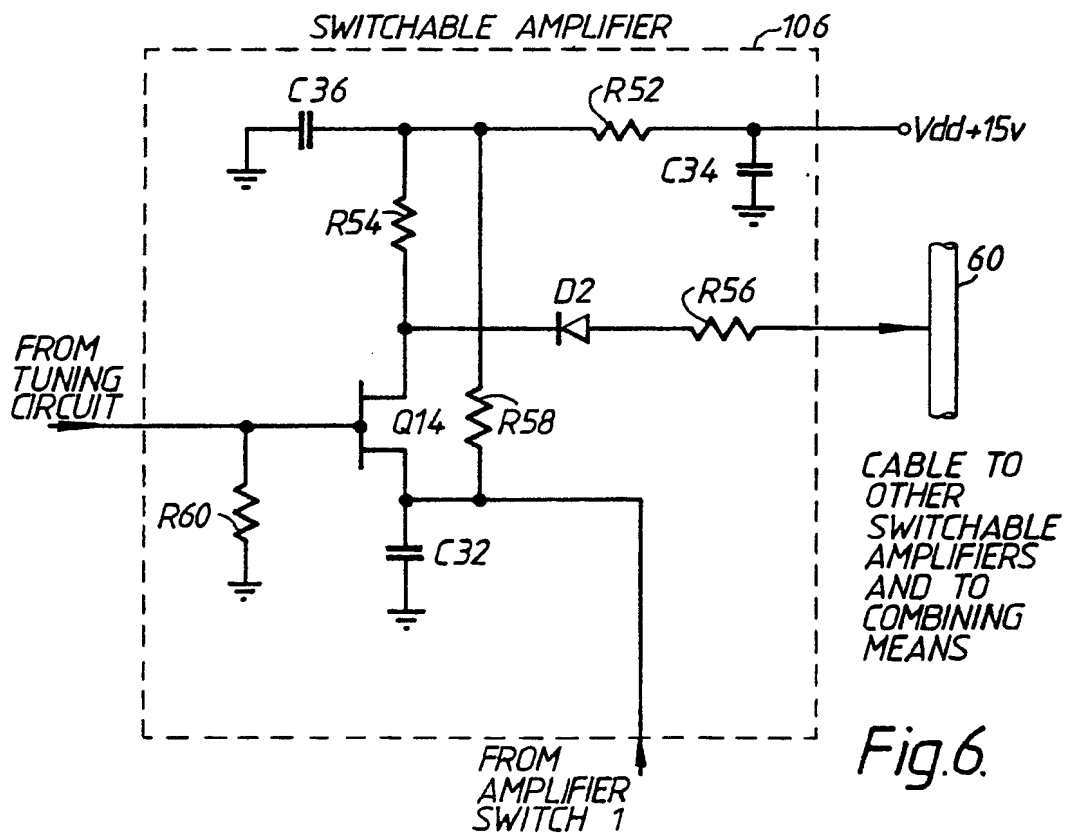 SWITCHABLE AMPLIFIER
106
C36
R52
Vdd+15v
C34
R54
60
D2
R56
FROM
TUNING
CIRCUIT
Q14
R58
R60
C32
CABLE TO
OTHER
SWITCHABLE
AMPLIFIERS
AND TO
COMBINING
MEANS
FROM
AMPLIFIER
SWITCH 1
Fig.6.